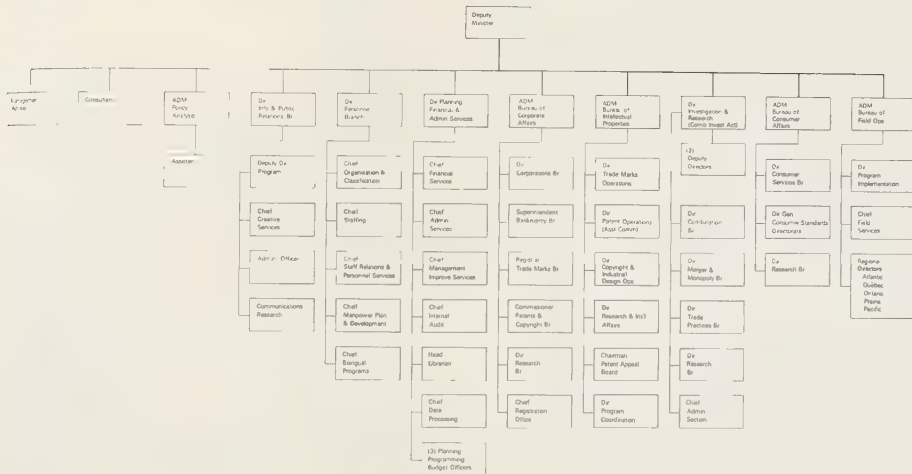 Deputy
Minister
Consultant
ADM
Policy
Analyse
Assistan
Dir
Info & Public
Relations Br
Deputy Dir
Program
Chief
Creative
Services
Admin Officer
Communications
Research
Dir
Personne
Branch
Chief
Organization &
Classification
Chief
Staffing
Chief
Staff Relations &
Personnel Services
Chief
Manpower Plan
& Development
Chief
Bilingual
Programs
Dir Planning
Financial &
Admin Services
Chief
Financial
Services
Chief
Admin
Services
Chief
Management
Improve Services
Chief
Internal
Audit
Head
Librarian
Chief
Data
Processing
(3) Planning
Programming
Budget Officers
ADM
Bureau of
Corporate
Affairs
Dir
Corporations Br
Superintendent
Bankruptcy Br
Registrar
Trade Marks Br
Commissioner
Patents &
Copyright Br
Dir
Research
Br
Chief
Registration
Office
ADM
Bureau of
Intellectual
Properties
Dir
Trade Marks
Operations
Dir
Patent Operations
(Asst Comm)
Dir
Copyright &
Industrial
Design Ops
Dir
Research & Int'l
Affairs
Chairman
Patent Appeal
Board
Dir
Program
Coordination
Dir
Investigation &
Research
(Comb Invest Act)
(3)
Deputy
Directors
Dir
Combination
Br
Dir
Merger &
Monopoly Br
Dir
Trade
Practices Br
Dir
Research
Br
Chief
Admin
Section
ADM
Bureau of
Consumer
Affairs
Dir
Consumer
Services Br
Dir Gen
Consumer Standards
Directorate
Dir
Research Br
ADM
Bureau of
Field Ops
Dir
Program
Implementation
Chief
Field
Services
Regional
Directors
Atlantic
Québec
Ontario
Prairie
Pacific